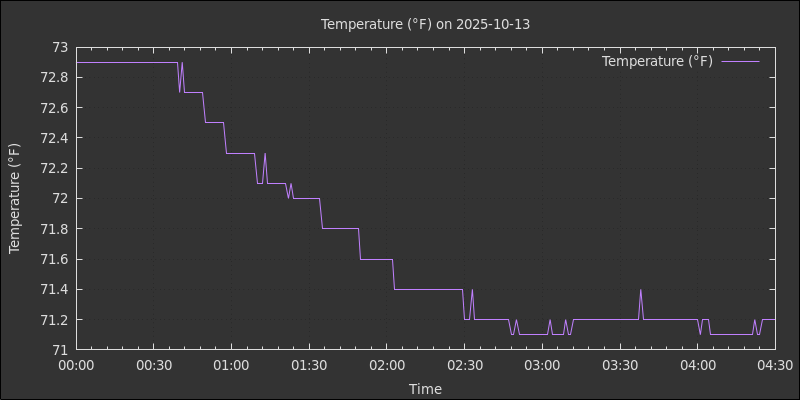 Temperature (°F) on 2025-10-13
Temperature (°F)
73
72.8
72.6
72.4
72.2
72
71.8
71.6
71.4
71.2
71
Temperature (°F)
00:00 00:30 01:00 01:30 02:00 02:30 03:00 03:30 04:00 04:30
Time